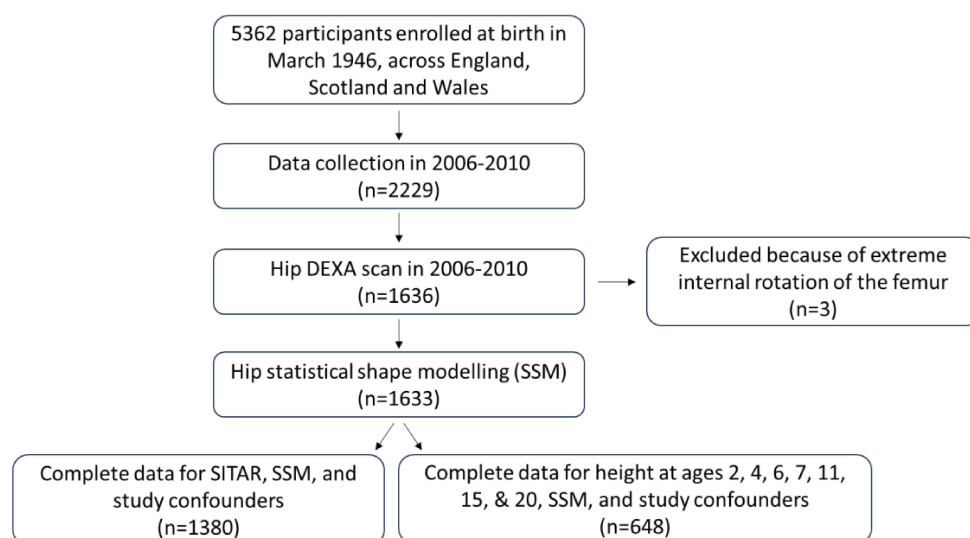 5362 participants enrolled at birth in
March 1946, across England,
Scotland and Wales
Data collection in 2006-2010
(n=2229)
Hip DEXA scan in 2006-2010
(n=1636)
Excluded because of extreme
internal rotation of the femur
(n=3)
Hip statistical shape modelling (SSM)
(n=1633)
Complete data for SITAR, SSM, and
study confounders
(n=1380)
Complete data for height at ages 2, 4, 6, 7, 11,
15, & 20, SSM, and study confounders
(n=648)